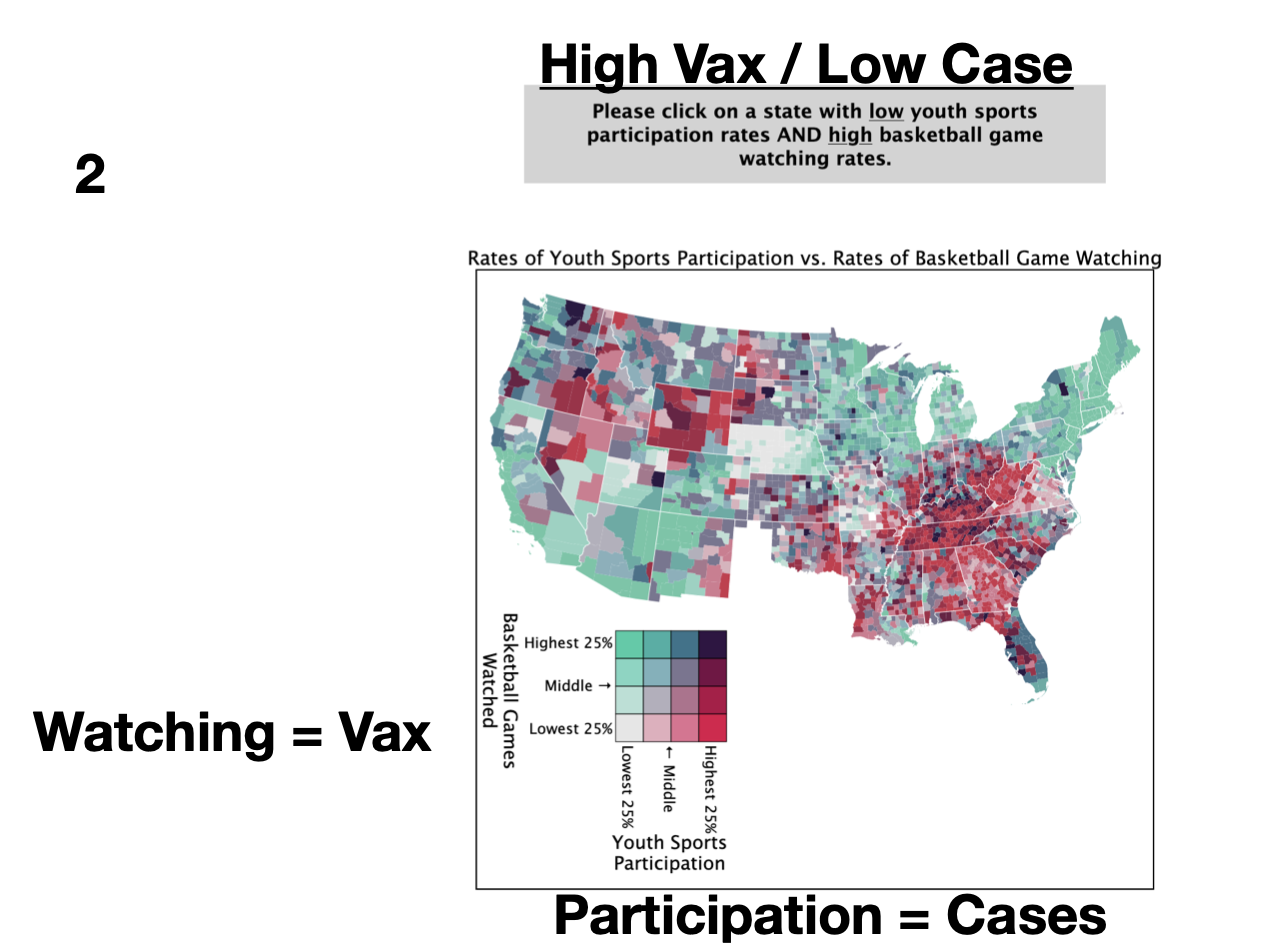 High Vax / Low Case
Please click on a state with low youth sports
participation rates AND high basketball game
watching rates.
2
Rates of Youth Sports Participation vs. Rates of Basketball Game Watching
Basketball Games
Watched
Highest 25%
Middle →
Lowest 25%
Lowest 25%
← Middle
Highest 25%
Youth Sports
Participation
Watching = Vax
Participation = Cases